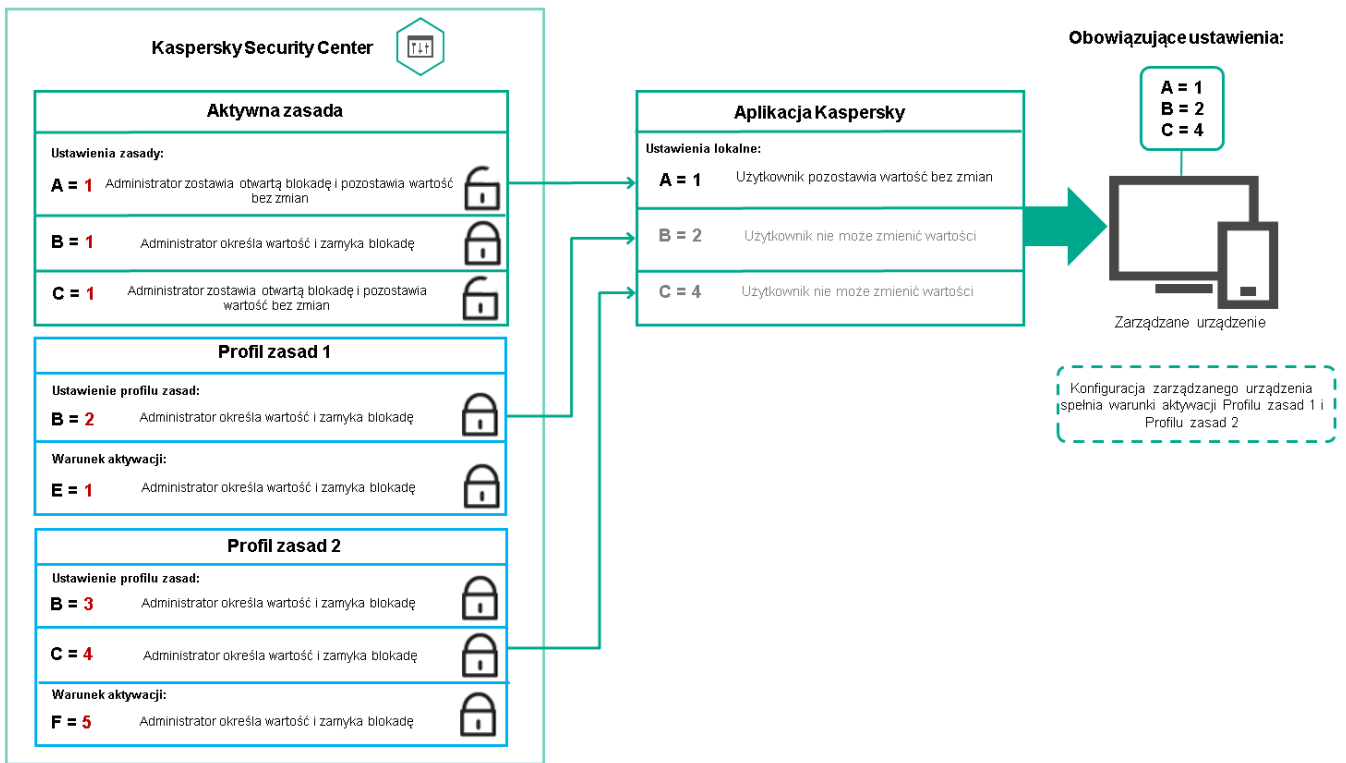 Kaspersky Security Center
Aktywna zasada
Ustawienia zasady:
A = 1 Administrator zostawia otwartą blokadę i pozostawia wartość
bez zmian
B = 1 Administrator określa wartość i zamyka blokadę
C = 1 Administrator zostawia otwartą blokadę i pozostawia
wartość bez zmian
Profil zasad 1
Ustawienie profilu zasad:
B = 2 Administrator określa wartość i zamyka blokadę
Warunek aktywacji:
E = 1 Administrator określa wartość i zamyka blokadę
Profil zasad 2
Ustawienie profilu zasad:
B = 3 Administrator określa wartość i zamyka blokadę
C = 4 Administrator określa wartość i zamyka blokadę
Warunek aktywacji:
F = 5 Administrator określa wartość i zamyka blokadę
Aplikacja Kaspersky
Ustawienia lokalne:
A = 1 Użytkownik pozostawia wartość bez zmian
B = 2 Użytkownik nie może zmienić wartości
C = 4 Użytkownik nie może zmienić wartości
Obowiązujące ustawienia:
A = 1
B = 2
C = 4
Zarządzane urządzenie
Konfiguracja zarządzanego urządzenia
spełnia warunki aktywacji Profilu zasad 1 i
Profilu zasad 2